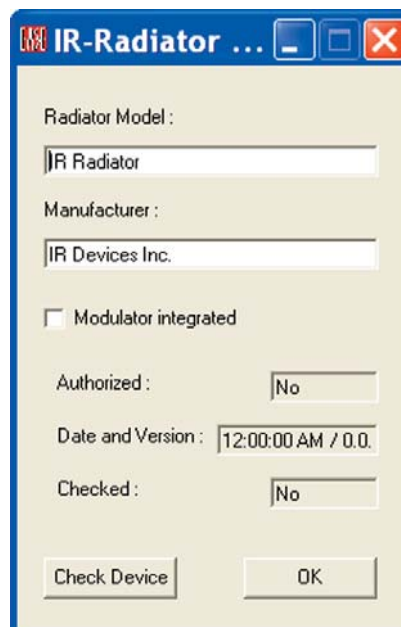 IR-Radiator ...
Radiator Model :
IR Radiator
Manufacturer :
IR Devices Inc.
Modulator integrated
Authorized :
No
Date and Version :
12:00:00 AM / 0.0.
Checked :
No
Check Device
OK